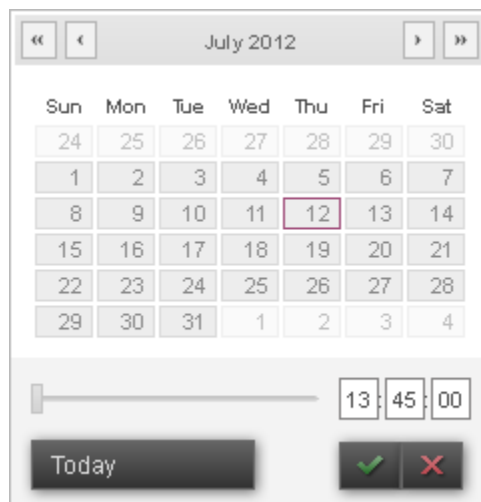 « ‹ July 2012 › »
Sun Mon Tue Wed Thu Fri Sat
24 25 26 27 28 29 30
1 2 3 4 5 6 7
8 9 10 11 12 13 14
15 16 17 18 19 20 21
22 23 24 25 26 27 28
29 30 31 1 2 3 4
13:45:00
Today